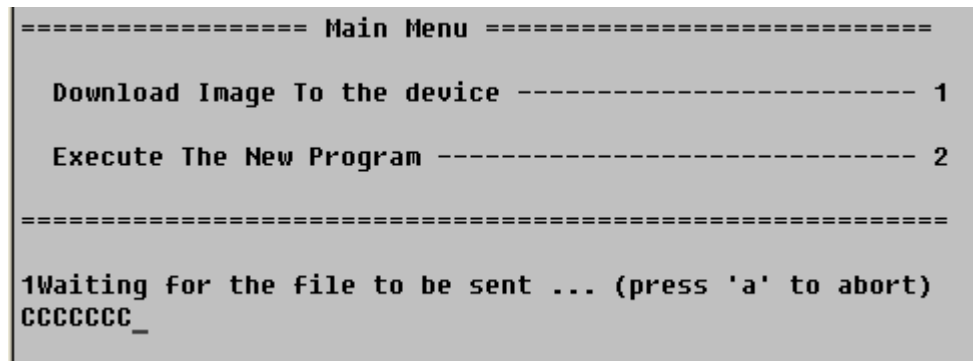 ================== Main Menu ============================
Download Image To the device ------------------------- 1
Execute The New Program ------------------------------ 2
==========================================================
1Waiting for the file to be sent ... (press 'a' to abort)
CCCCCCC_